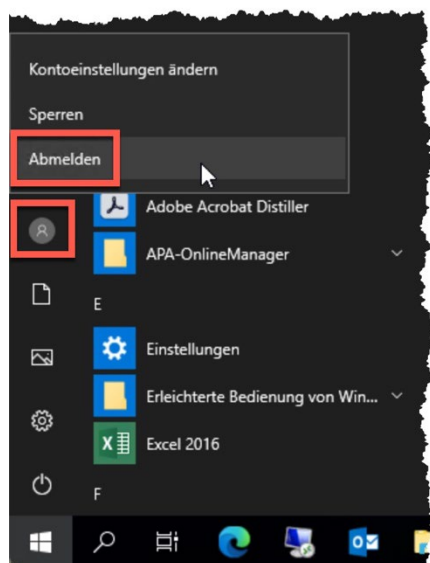 Kontoeinstellungen ändern
Sperren
Abmelden
Adobe Acrobat Distiller
APA-OnlineManager
E
Einstellungen
Erleichterte Bedienung von Win...
Excel 2016
F